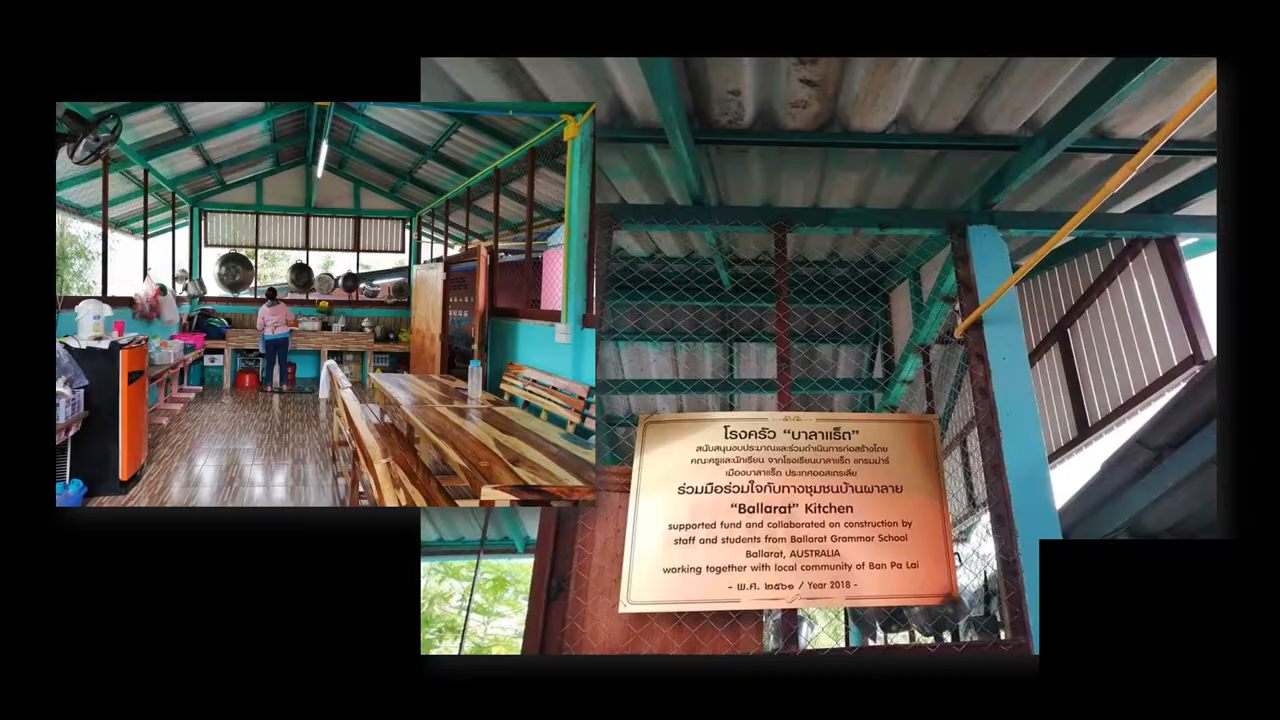 โรงครัว “บาลาแร็ต”
สนับสนุนงบประมาณและร่วมดำเนินการก่อสร้างโดย
คณะครูและนักเรียน จากโรงเรียนบาลาแร็ต แกรมม่าร์
เมืองบาลาแร็ต ประเทศออสเตรเลีย
ร่วมมือร่วมใจกับทางชุมชนบ้านผาลาย
“Ballarat” Kitchen
supported fund and collaborated on construction by
staff and students from Ballarat Grammar School
Ballarat, AUSTRALIA
working together with local community of Ban Pa Lai
- พ.ศ. ๒๕๖๑ / Year 2018 -